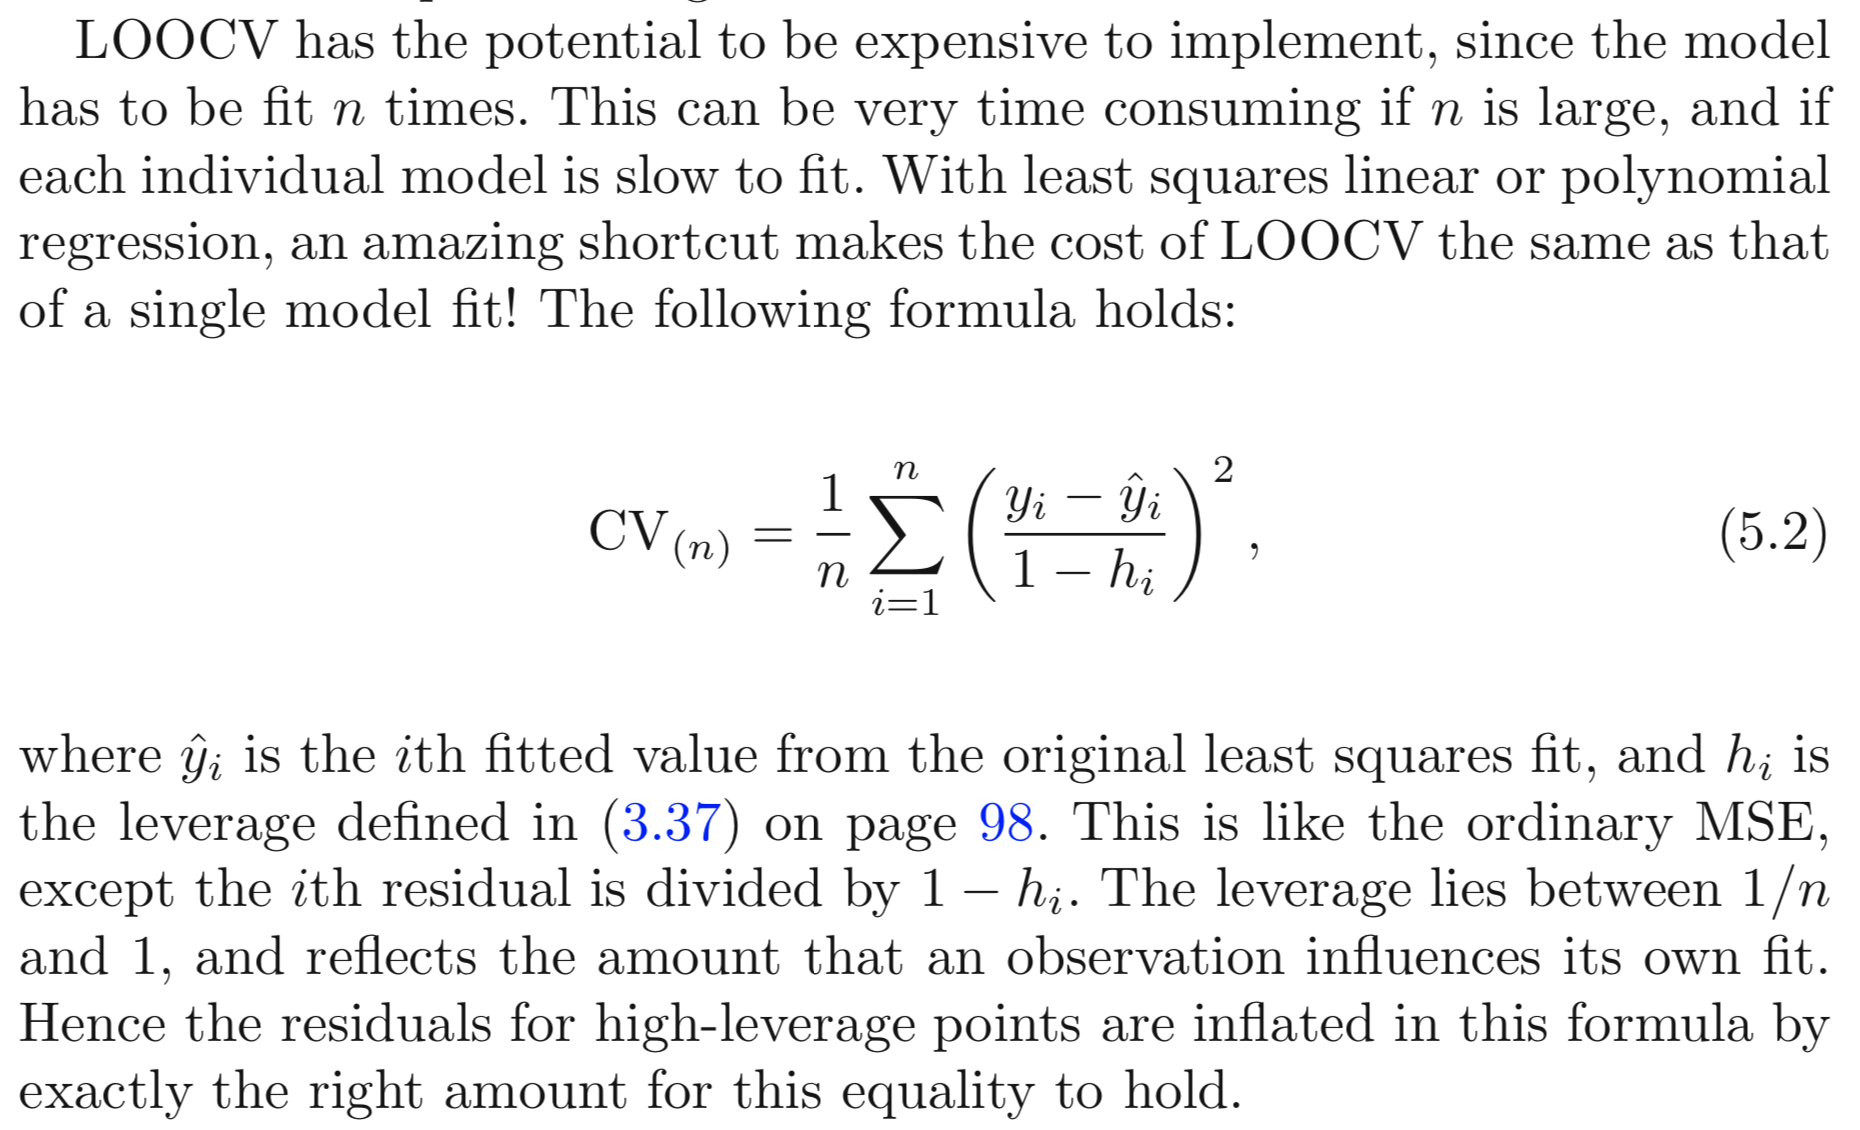 LOOCV has the potential to be expensive to implement, since the model
has to be fit n times. This can be very time consuming if n is large, and if
each individual model is slow to fit. With least squares linear or polynomial
regression, an amazing shortcut makes the cost of LOOCV the same as that
of a single model fit! The following formula holds:
CV_(n) = \frac{1}{n} \sum_{i=1}^{n} \left( \frac{y_i - \hat{y}_i}{1 - h_i} \right)^2, (5.2)
where ŷ_i is the ith fitted value from the original least squares fit, and h_i is
the leverage defined in (3.37) on page 98. This is like the ordinary MSE,
except the ith residual is divided by 1 − h_i. The leverage lies between 1/n
and 1, and reflects the amount that an observation influences its own fit.
Hence the residuals for high-leverage points are inflated in this formula by
exactly the right amount for this equality to hold.